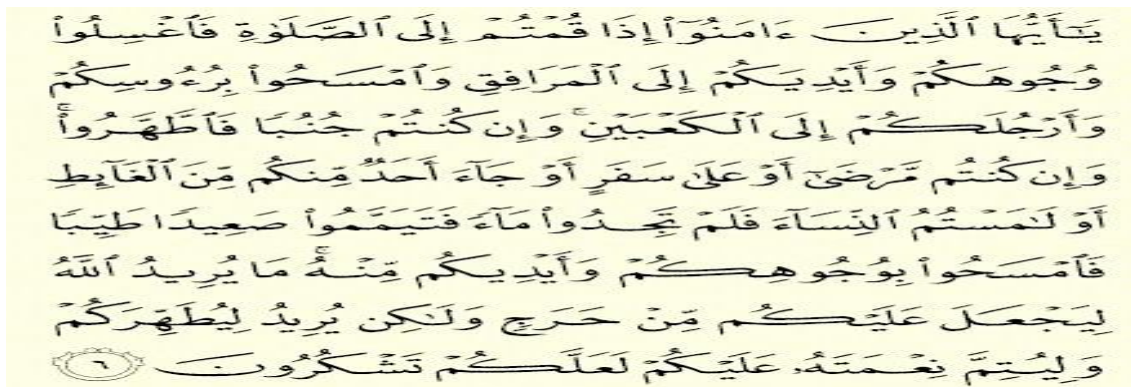 يَـٰٓأَيُّهَا ٱلَّذِينَ ءَامَنُوٓا۟ إِذَا قُمْتُمْ إِلَى ٱلصَّلَوٰةِ فَٱغْسِلُوا۟
وُجُوهَكُمْ وَأَيْدِيَكُمْ إِلَى ٱلْمَرَافِقِ وَٱمْسَحُوا۟ بِرُءُوسِكُمْ
وَأَرْجُلَكُمْ إِلَى ٱلْكَعْبَيْنِ ۚ وَإِن كُنتُمْ جُنُبًا فَٱطَّهَّرُوا۟ ۚ
وَإِن كُنتُم مَّرْضَىٰٓ أَوْ عَلَىٰ سَفَرٍ أَوْ جَآءَ أَحَدٌ مِّنكُم مِّنَ ٱلْغَآئِطِ
أَوْ لَـٰمَسْتُمُ ٱلنِّسَآءَ فَلَمْ تَجِدُوا۟ مَآءً فَتَيَمَّمُوا۟ صَعِيدًا طَيِّبًا
فَٱمْسَحُوا۟ بِوُجُوهِكُمْ وَأَيْدِيكُم مِّنْهُ ۚ مَا يُرِيدُ ٱللَّهُ
لِيَجْعَلَ عَلَيْكُم مِّنْ حَرَجٍ وَلَـٰكِن يُرِيدُ لِيُطَهِّرَكُمْ
وَلِيُتِمَّ نِعْمَتَهُۥ عَلَيْكُمْ لَعَلَّكُمْ تَشْكُرُونَ ٦